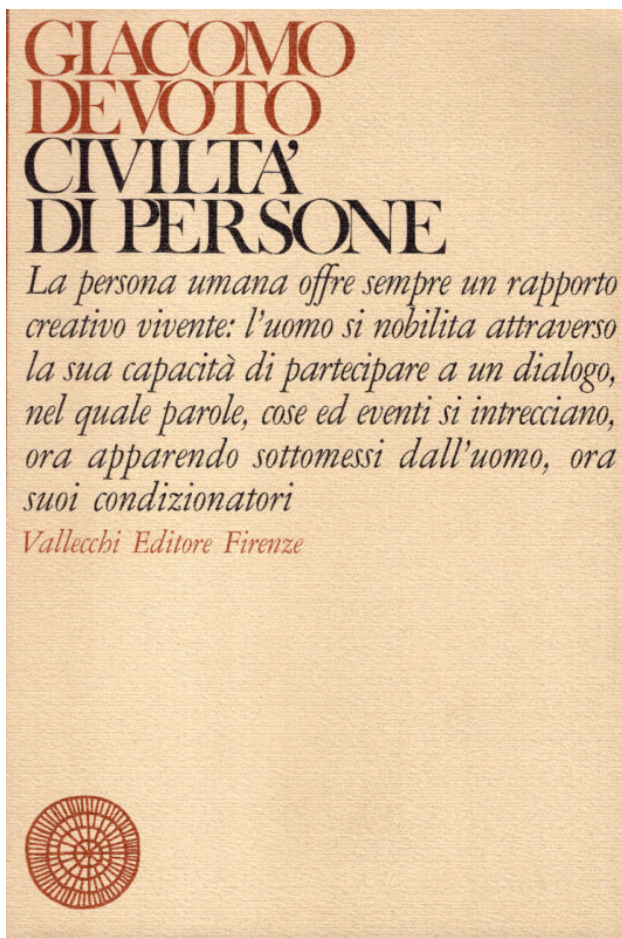 GIACOMO
DEVOTO
CIVILTA'
DI PERSONE
La persona umana offre sempre un rapporto
creativo vivente: l'uomo si nobilita attraverso
la sua capacità di partecipare a un dialogo,
nel quale parole, cose ed eventi si intrecciano,
ora apparendo sottomessi dall'uomo, ora
suoi condizionatori
Vallecchi Editore Firenze